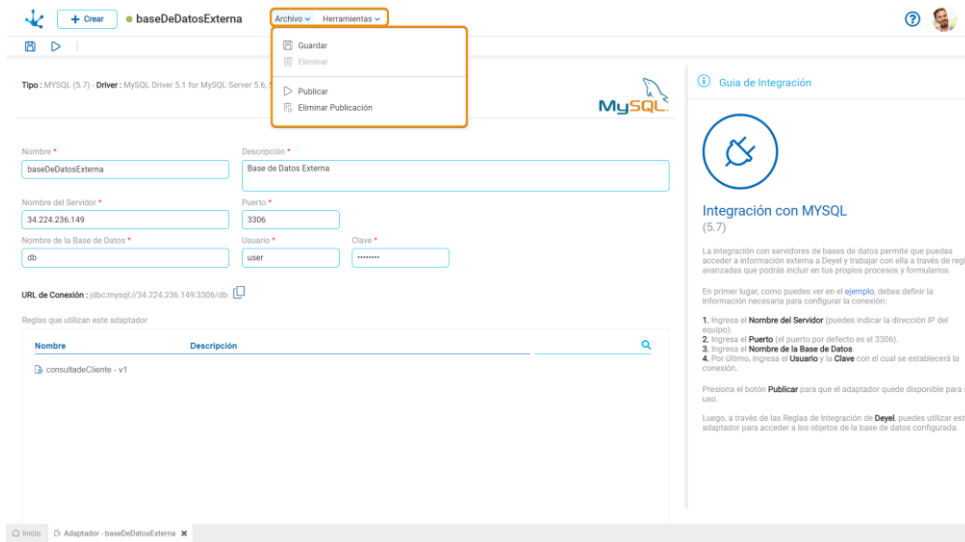 + Crear
baseDeDatosExterna
Archivo
Herramientas
Guardar
Eliminar
Publicar
Eliminar Publicación
Tipo : MYSQL (5.7) - Driver : MySQL Driver 5.1 for MySQL Server 5.6,
MySQL
Nombre *
Descripción *
baseDeDatosExterna
Base de Datos Externa
Nombre del Servidor *
Puerto *
34.224.236.149
3306
Nombre de la Base de Datos *
Usuario *
Clave *
db
user
••••••••
URL de Conexión : jdbc:mysql://34.224.236.149:3306/db
Reglas que utilizan este adaptador
Nombre
Descripción
consultadeCliente - v1
Guia de Integración
Integración con MYSQL
(5.7)
La integración con servidores de bases de datos permite que puedas
acceder a información externa a Deyel y trabajar con ella a través de
avanzadas que podrás incluir en tus propios procesos y formularios.
En primer lugar, como puedes ver en el ejemplo, debes definir la
información necesaria para configurar la conexión:
1. Ingresa el Nombre del Servidor (puedes indicar la dirección IP del
equipo).
2. Ingresa el Puerto (el puerto por defecto es el 3306).
3. Ingresa el Nombre de la Base de Datos.
4. Por último, ingresa el Usuario y la Clave con el cual se establecerá la
conexión.
Presiona el botón Publicar para que el adaptador quede disponible para
uso.
Luego, a través de las Reglas de Integración de Deyel, puedes utilizar
adaptador para acceder a los objetos de la base de datos configurada.
Inicio
Adaptador - baseDeDatosExterna